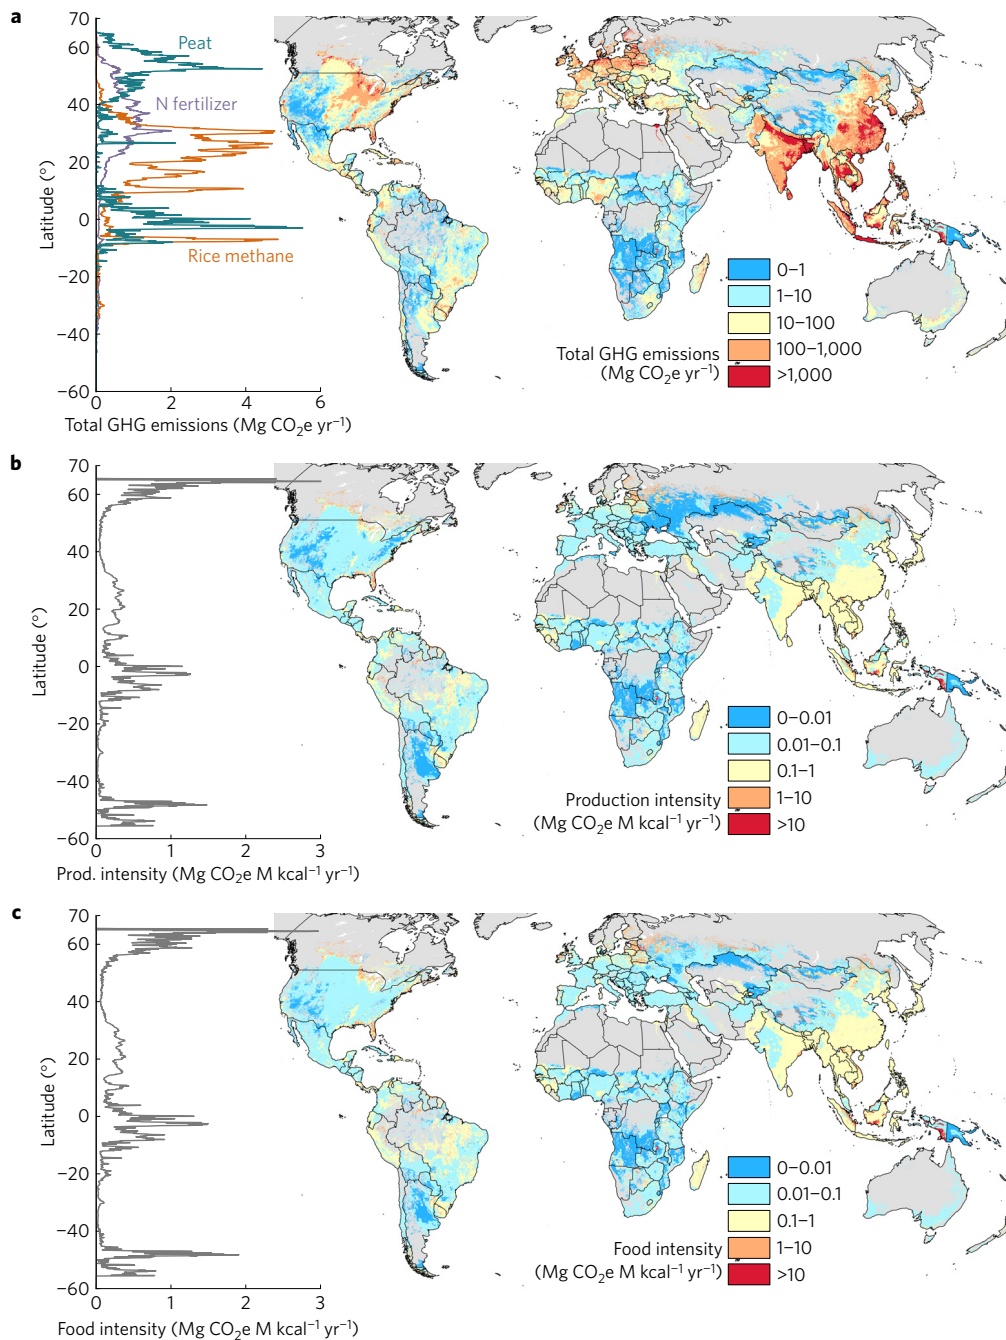 a
70
60
40
20
0
−20
−40
−60
Latitude (°)
Peat
N fertilizer
Rice methane
0 2 4 6
Total GHG emissions (Mg CO₂e yr⁻¹)
Total GHG emissions
(Mg CO₂e yr⁻¹)
0–1
1–10
10–100
100–1,000
>1,000
b
70
60
40
20
0
−20
−40
−60
Latitude (°)
0 1 2 3
Prod. intensity (Mg CO₂e M kcal⁻¹ yr⁻¹)
Production intensity
(Mg CO₂e M kcal⁻¹ yr⁻¹)
0–0.01
0.01–0.1
0.1–1
1–10
>10
c
70
60
40
20
0
−20
−40
−60
Latitude (°)
0 1 2 3
Food intensity (Mg CO₂e M kcal⁻¹ yr⁻¹)
Food intensity
(Mg CO₂e M kcal⁻¹ yr⁻¹)
0–0.01
0.01–0.1
0.1–1
1–10
>10